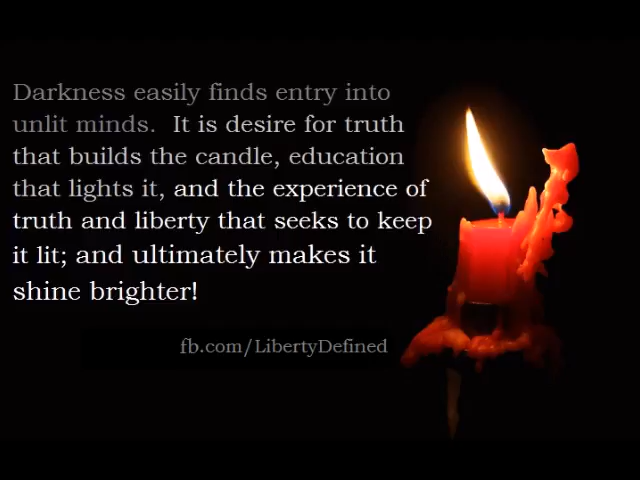 Darkness easily finds entry into
unlit minds.  It is desire for truth
that builds the candle, education
that lights it, and the experience of
truth and liberty that seeks to keep
it lit; and ultimately makes it
shine brighter!
fb.com/LibertyDefined